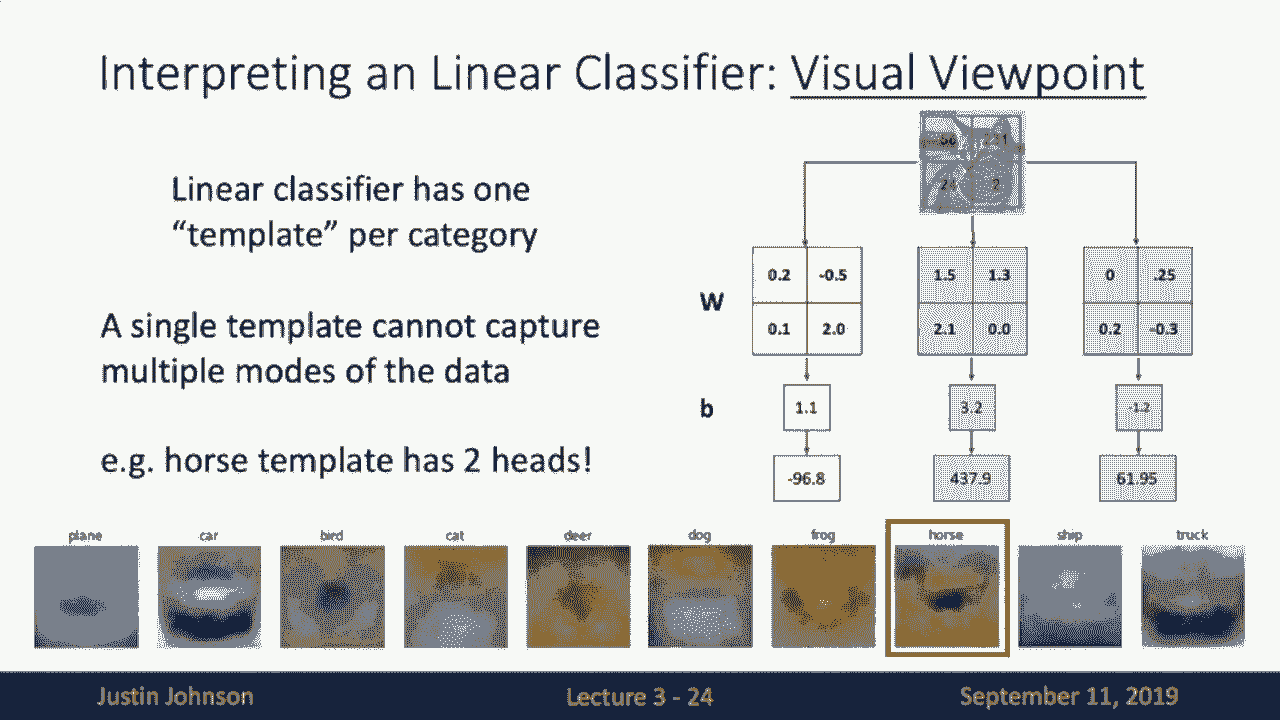 Interpreting an Linear Classifier: Visual Viewpoint
Linear classifier has one
“template” per category
A single template cannot capture
multiple modes of the data
e.g. horse template has 2 heads!
2
W
0.2 -0.5
0.1 2.0
1.5 1.3
2.1 0.0
0 .25
0.2 -0.3
b
1.1 3.2 -1.2
-96.8 437.9 61.95
plane car bird cat deer dog frog horse ship truck
Justin Johnson Lecture 3 - 24 September 11, 2019